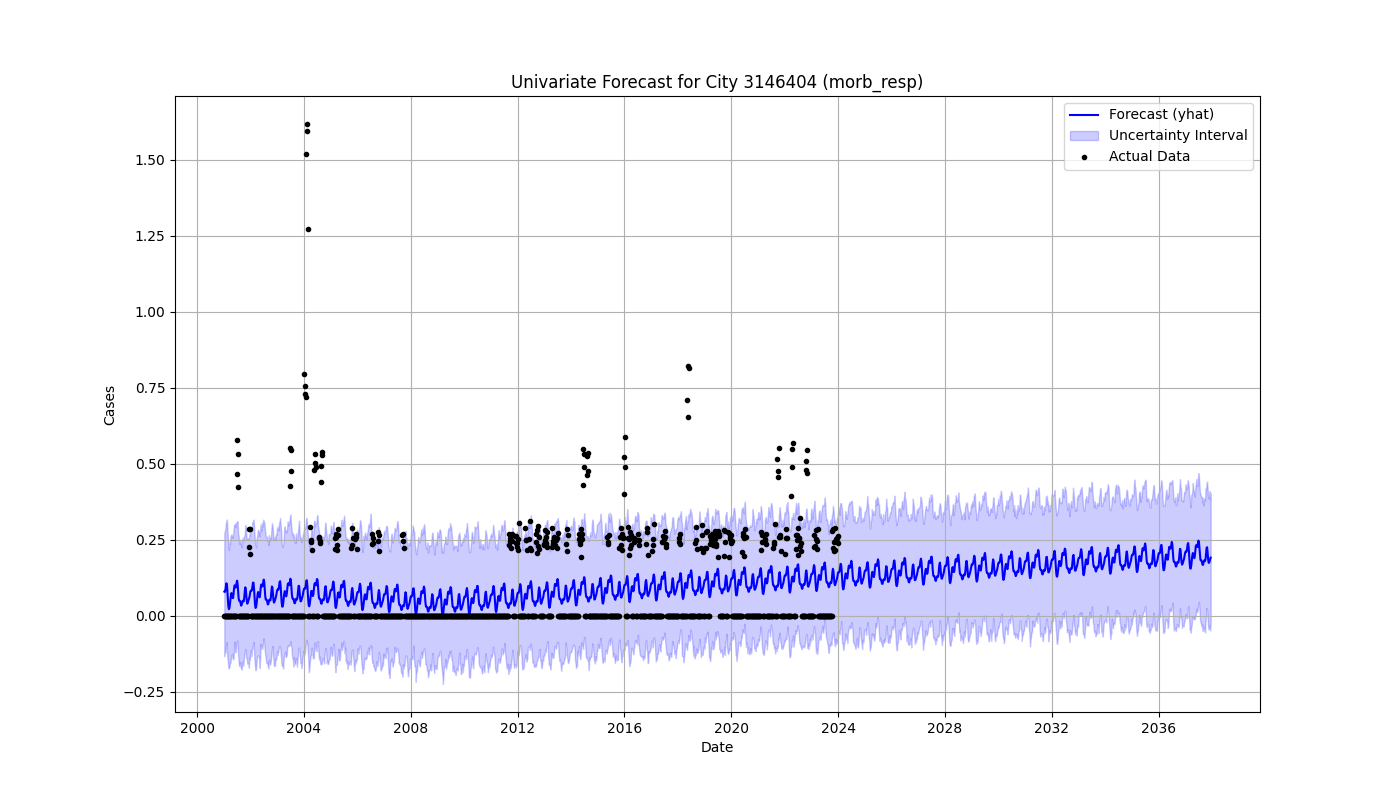 Univariate Forecast for City 3146404 (morb_resp)
Forecast (yhat)
Uncertainty Interval
Actual Data
1.50
1.25
1.00
0.75
0.50
0.25
0.00
−0.25
Cases
2000 2004 2008 2012 2016 2020 2024 2028 2032 2036
Date